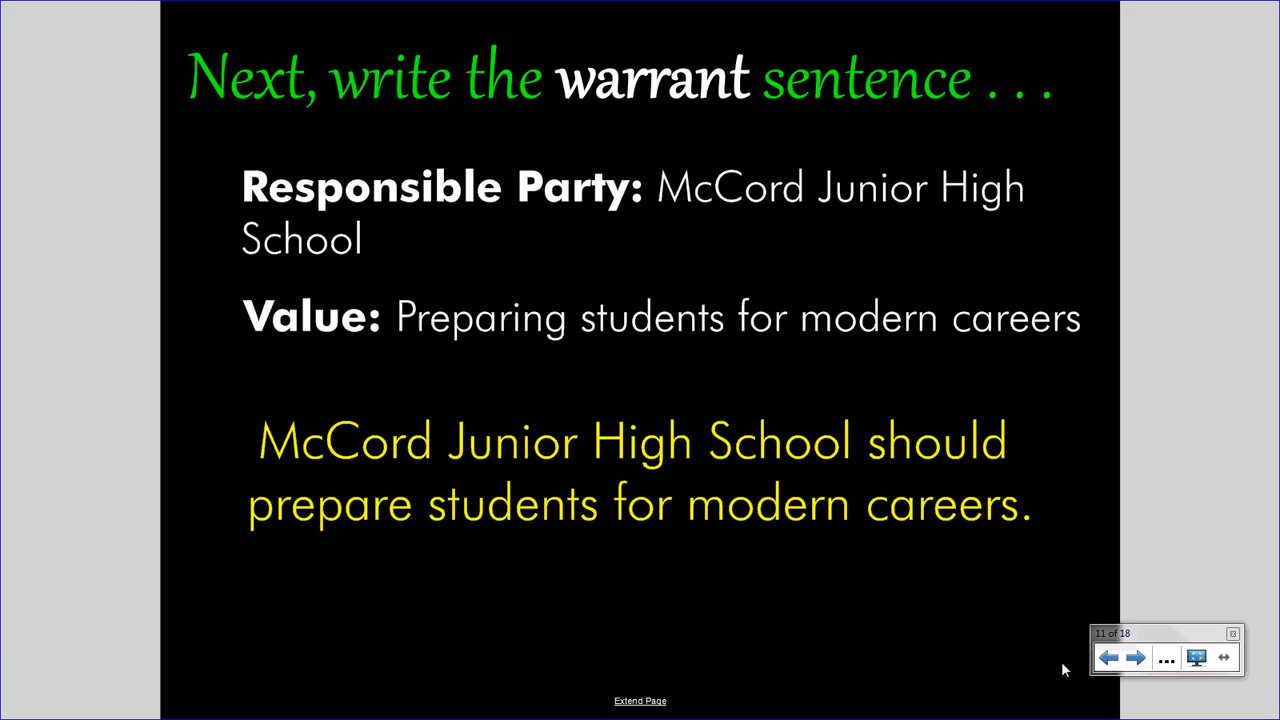 Next, write the warrant sentence . . .
Responsible Party: McCord Junior High
School
Value: Preparing students for modern careers
McCord Junior High School should
prepare students for modern careers.
11 of 18
...
Extend Page